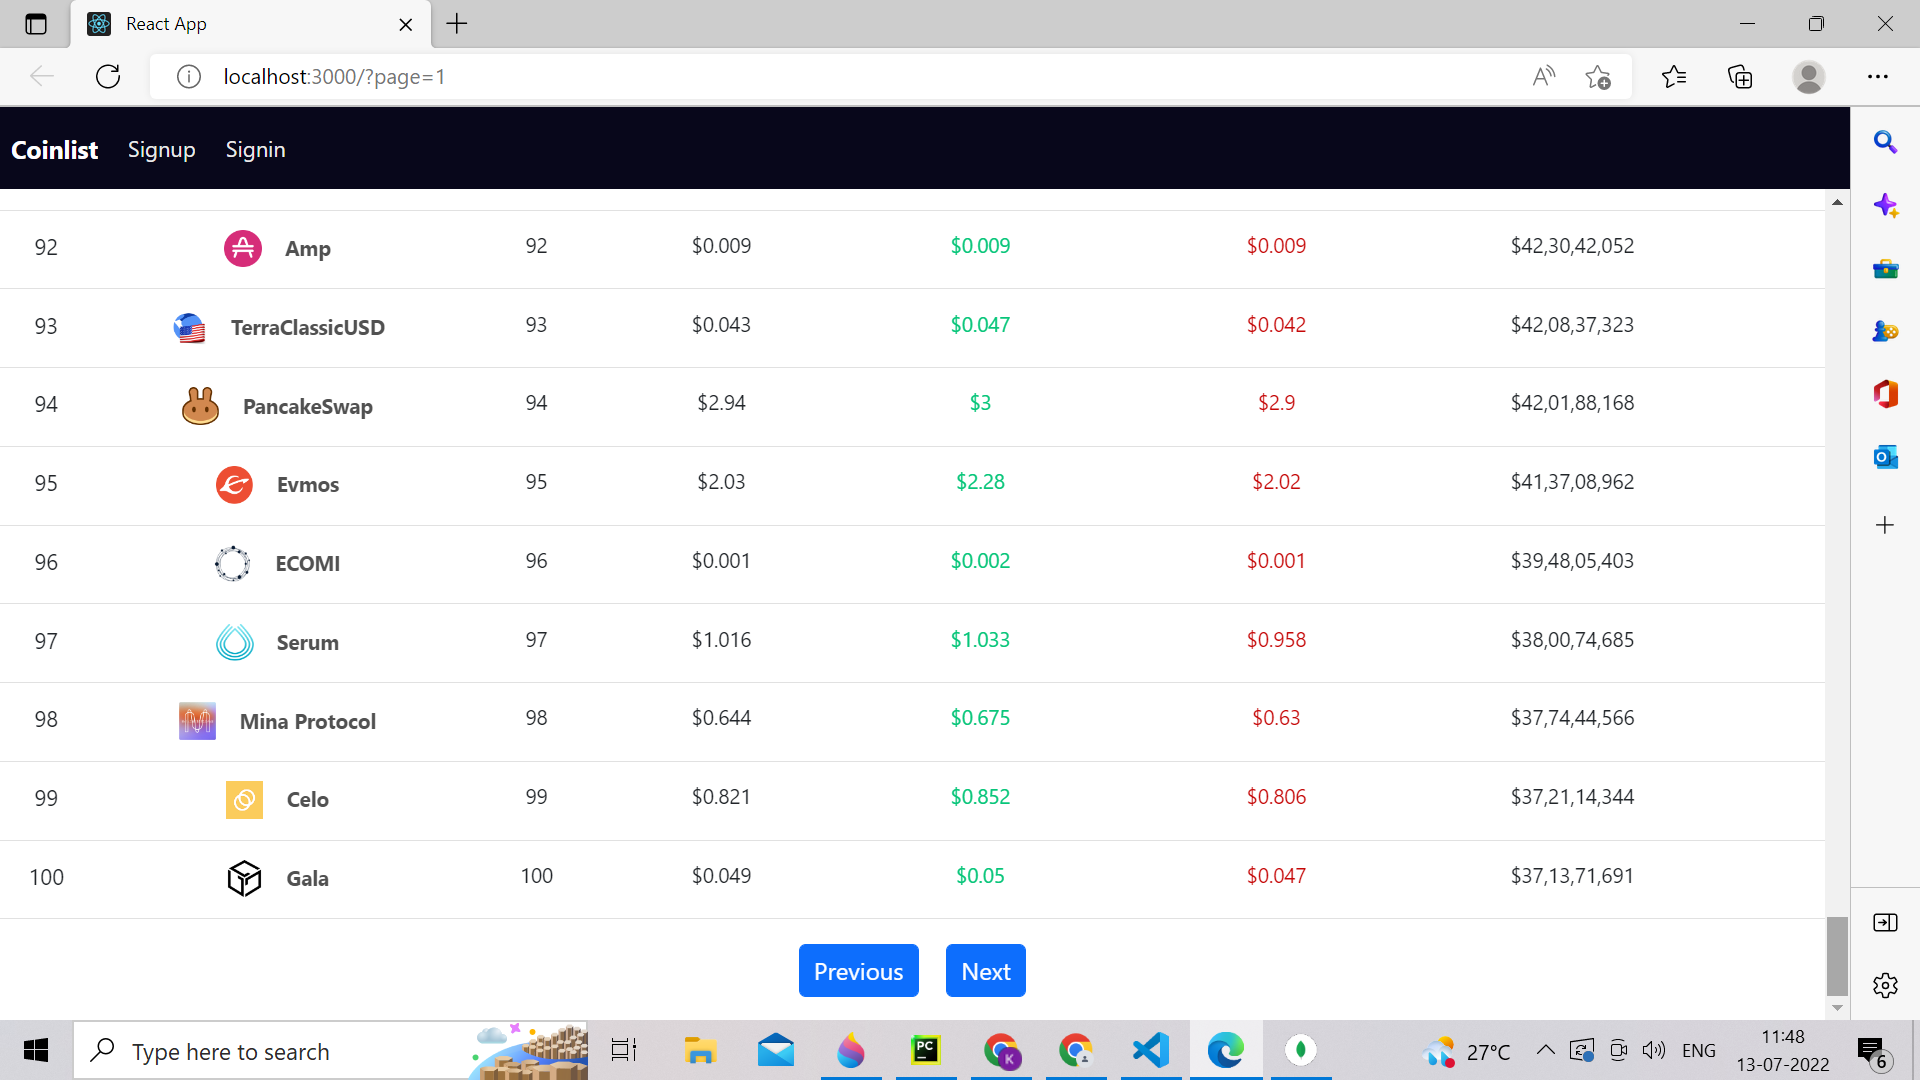 React App
localhost:3000/?page=1
Coinlist Signup Signin
92 Amp 92 $0.009 $0.009 $0.009 $42,30,42,052
93 TerraClassicUSD 93 $0.043 $0.047 $0.042 $42,08,37,323
94 PancakeSwap 94 $2.94 $3 $2.9 $42,01,88,168
95 Evmos 95 $2.03 $2.28 $2.02 $41,37,08,962
96 ECOMI 96 $0.001 $0.002 $0.001 $39,48,05,403
97 Serum 97 $1.016 $1.033 $0.958 $38,00,74,685
98 Mina Protocol 98 $0.644 $0.675 $0.63 $37,74,44,566
99 Celo 99 $0.821 $0.852 $0.806 $37,21,14,344
100 Gala 100 $0.049 $0.05 $0.047 $37,13,71,691
Previous Next
Type here to search PC K 27°C ENG 11:48
13-07-2022 6